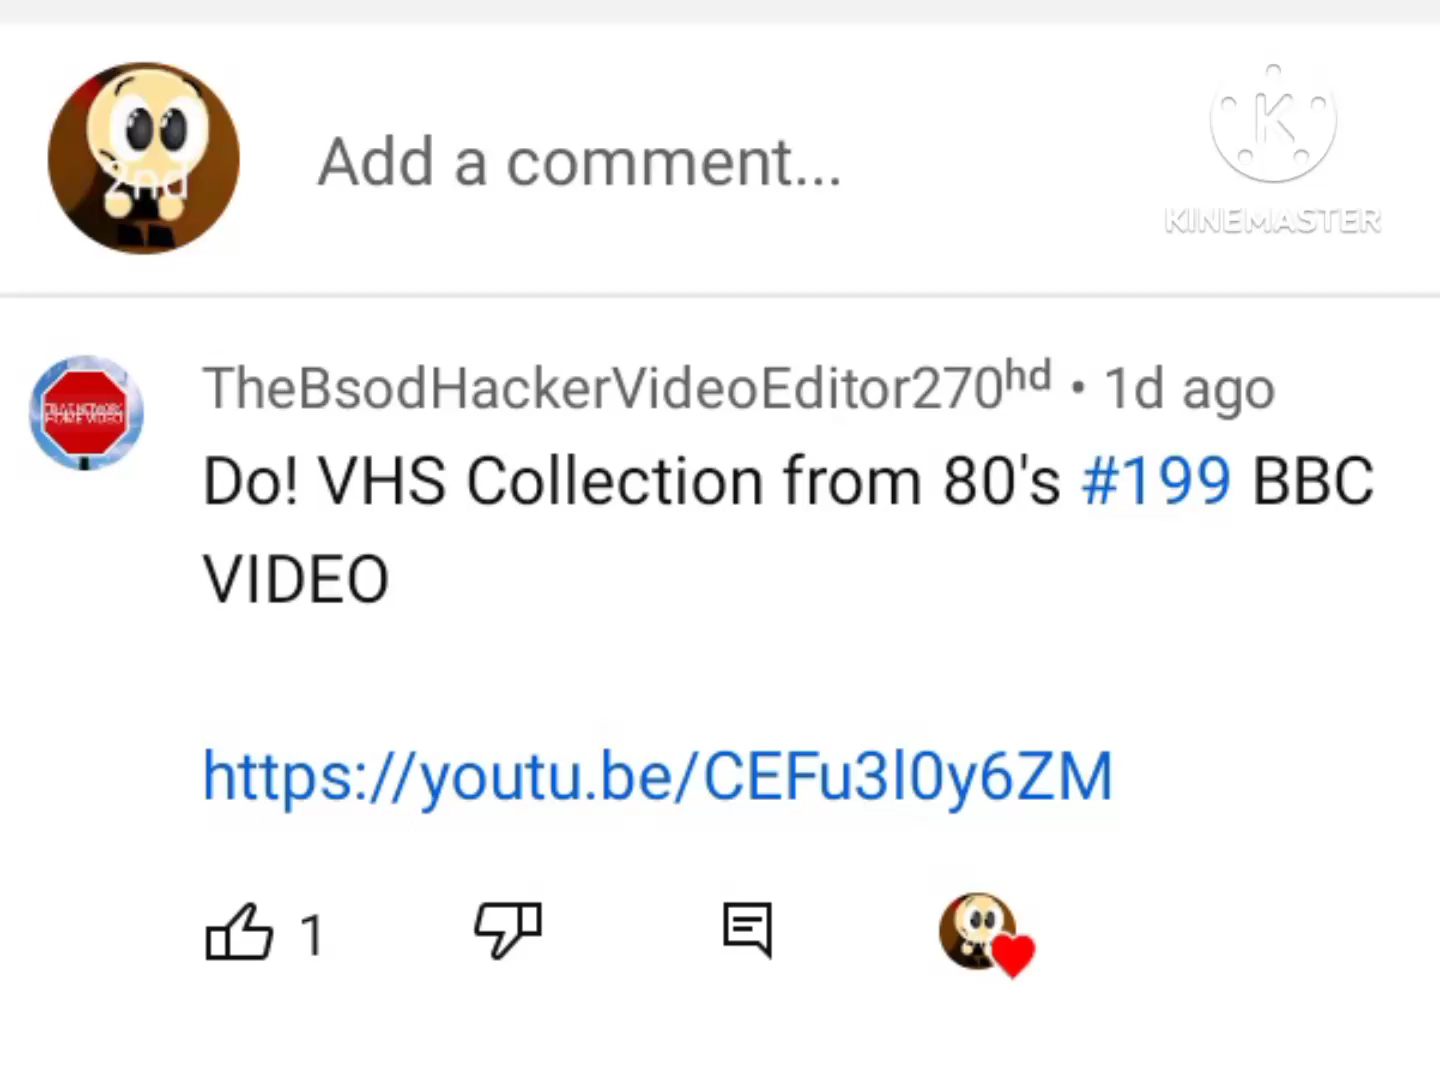 2nd
Add a comment...
K
KINEMASTER
TheBsodHackerVideoEditor270ʰᵈ • 1d ago
Do! VHS Collection from 80's #199 BBC
VIDEO
https://youtu.be/CEFu3l0y6ZM
1